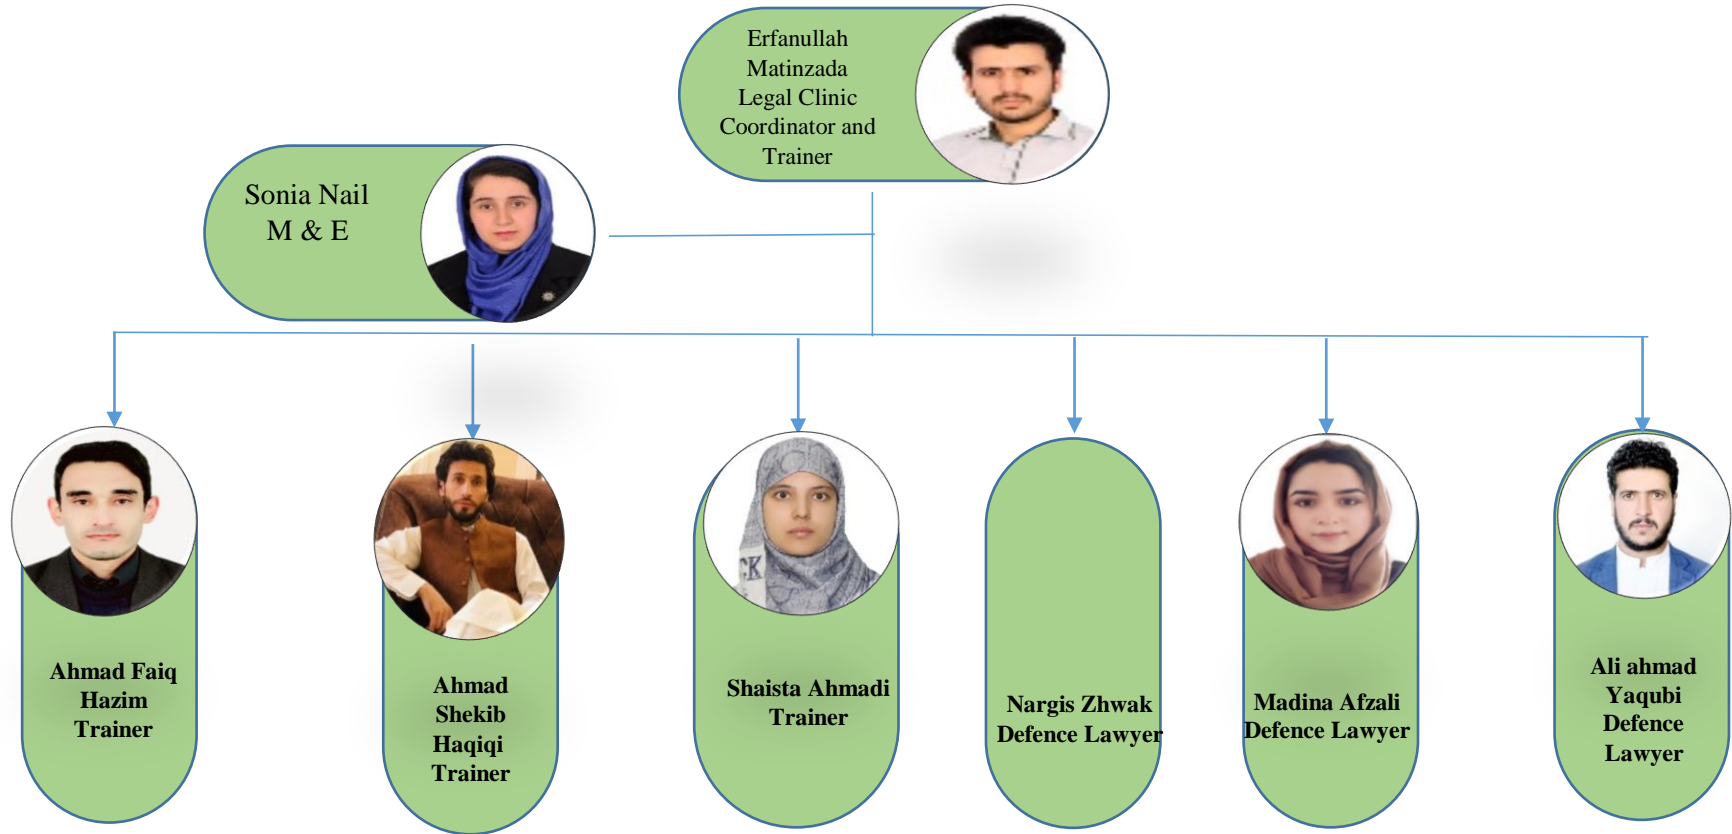 Erfanullah
Matinzada
Legal Clinic
Coordinator and
Trainer
Sonia Nail
M & E
Ahmad Faiq
Hazim
Trainer
Ahmad
Shekib
Haqiqi
Trainer
Shaista Ahmadi
Trainer
CK
Nargis Zhwak
Defence Lawyer
Madina Afzali
Defence Lawyer
Ali ahmad
Yaqubi
Defence
Lawyer